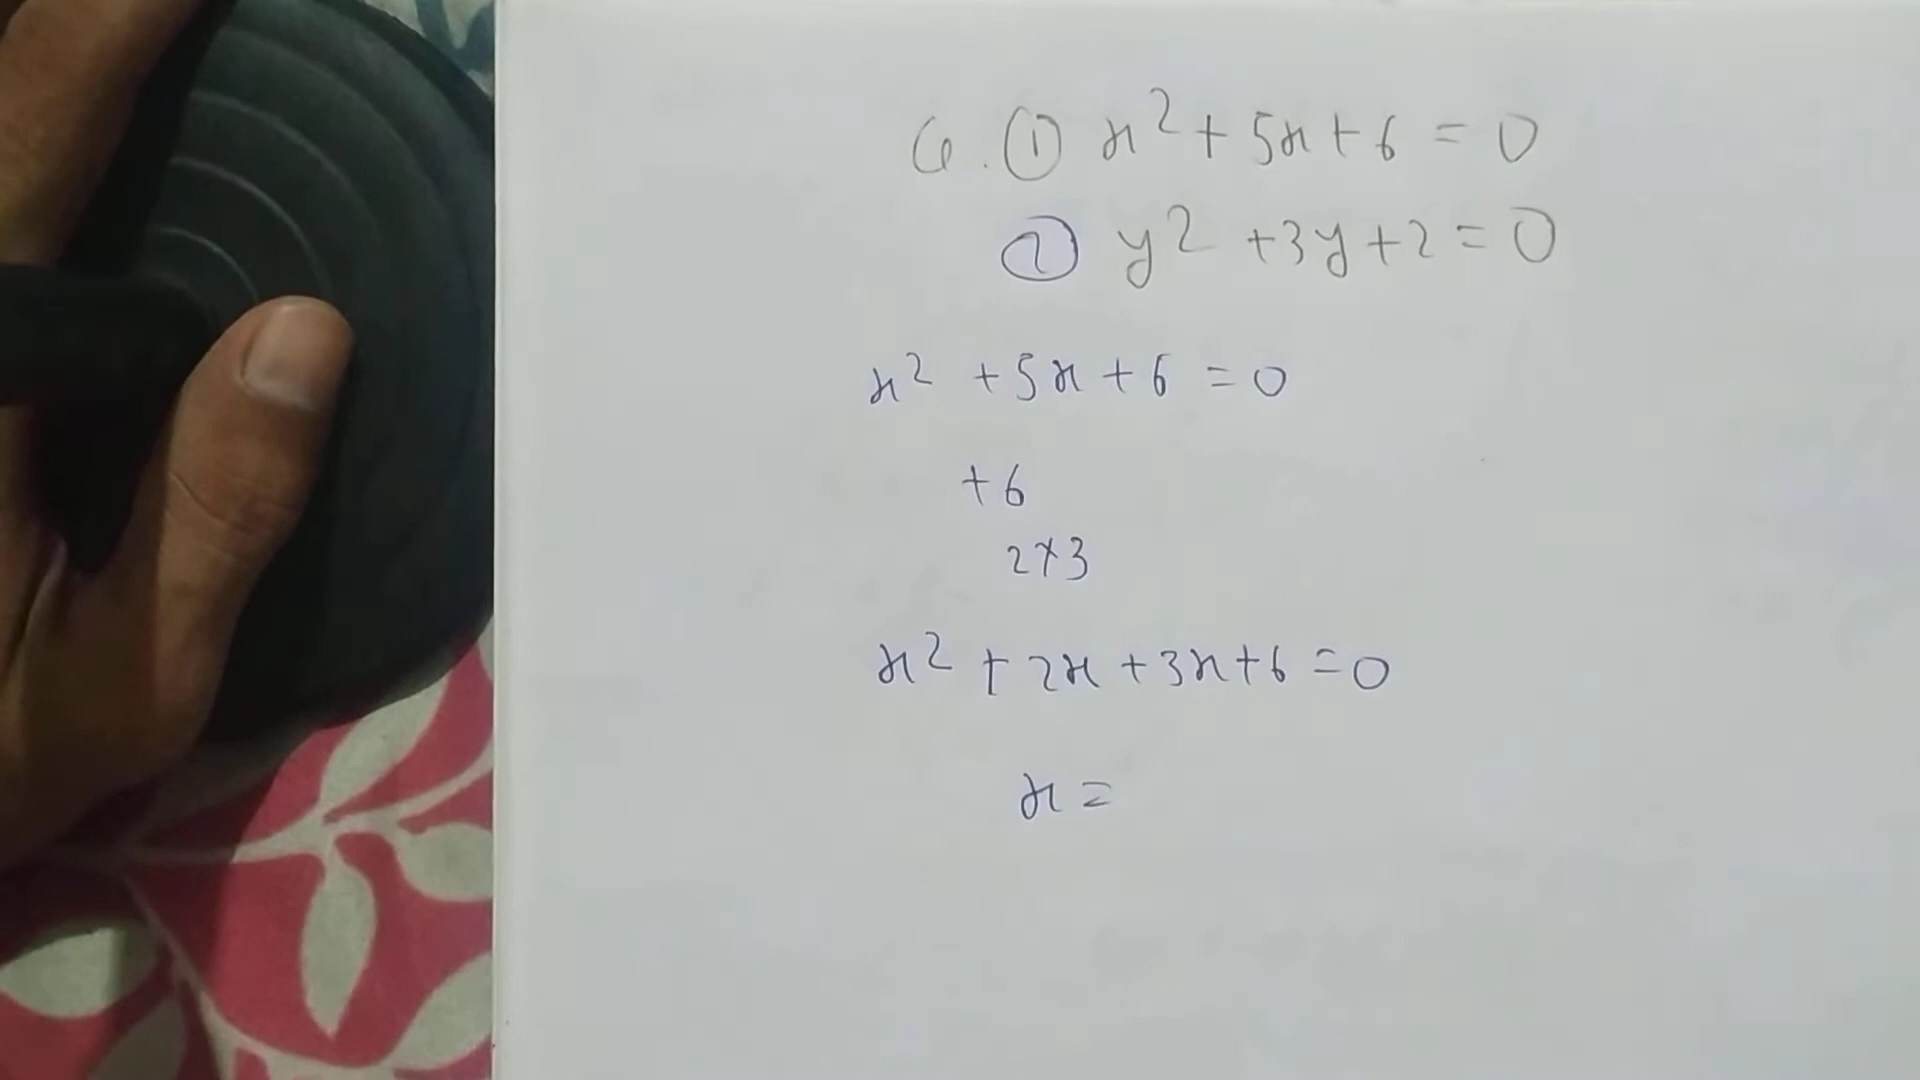 6. ① x² + 5x + 6 = 0
② y² + 3y + 2 = 0
x² + 5x + 6 = 0
+ 6
2×3
x² + 2x + 3x + 6 = 0
x =